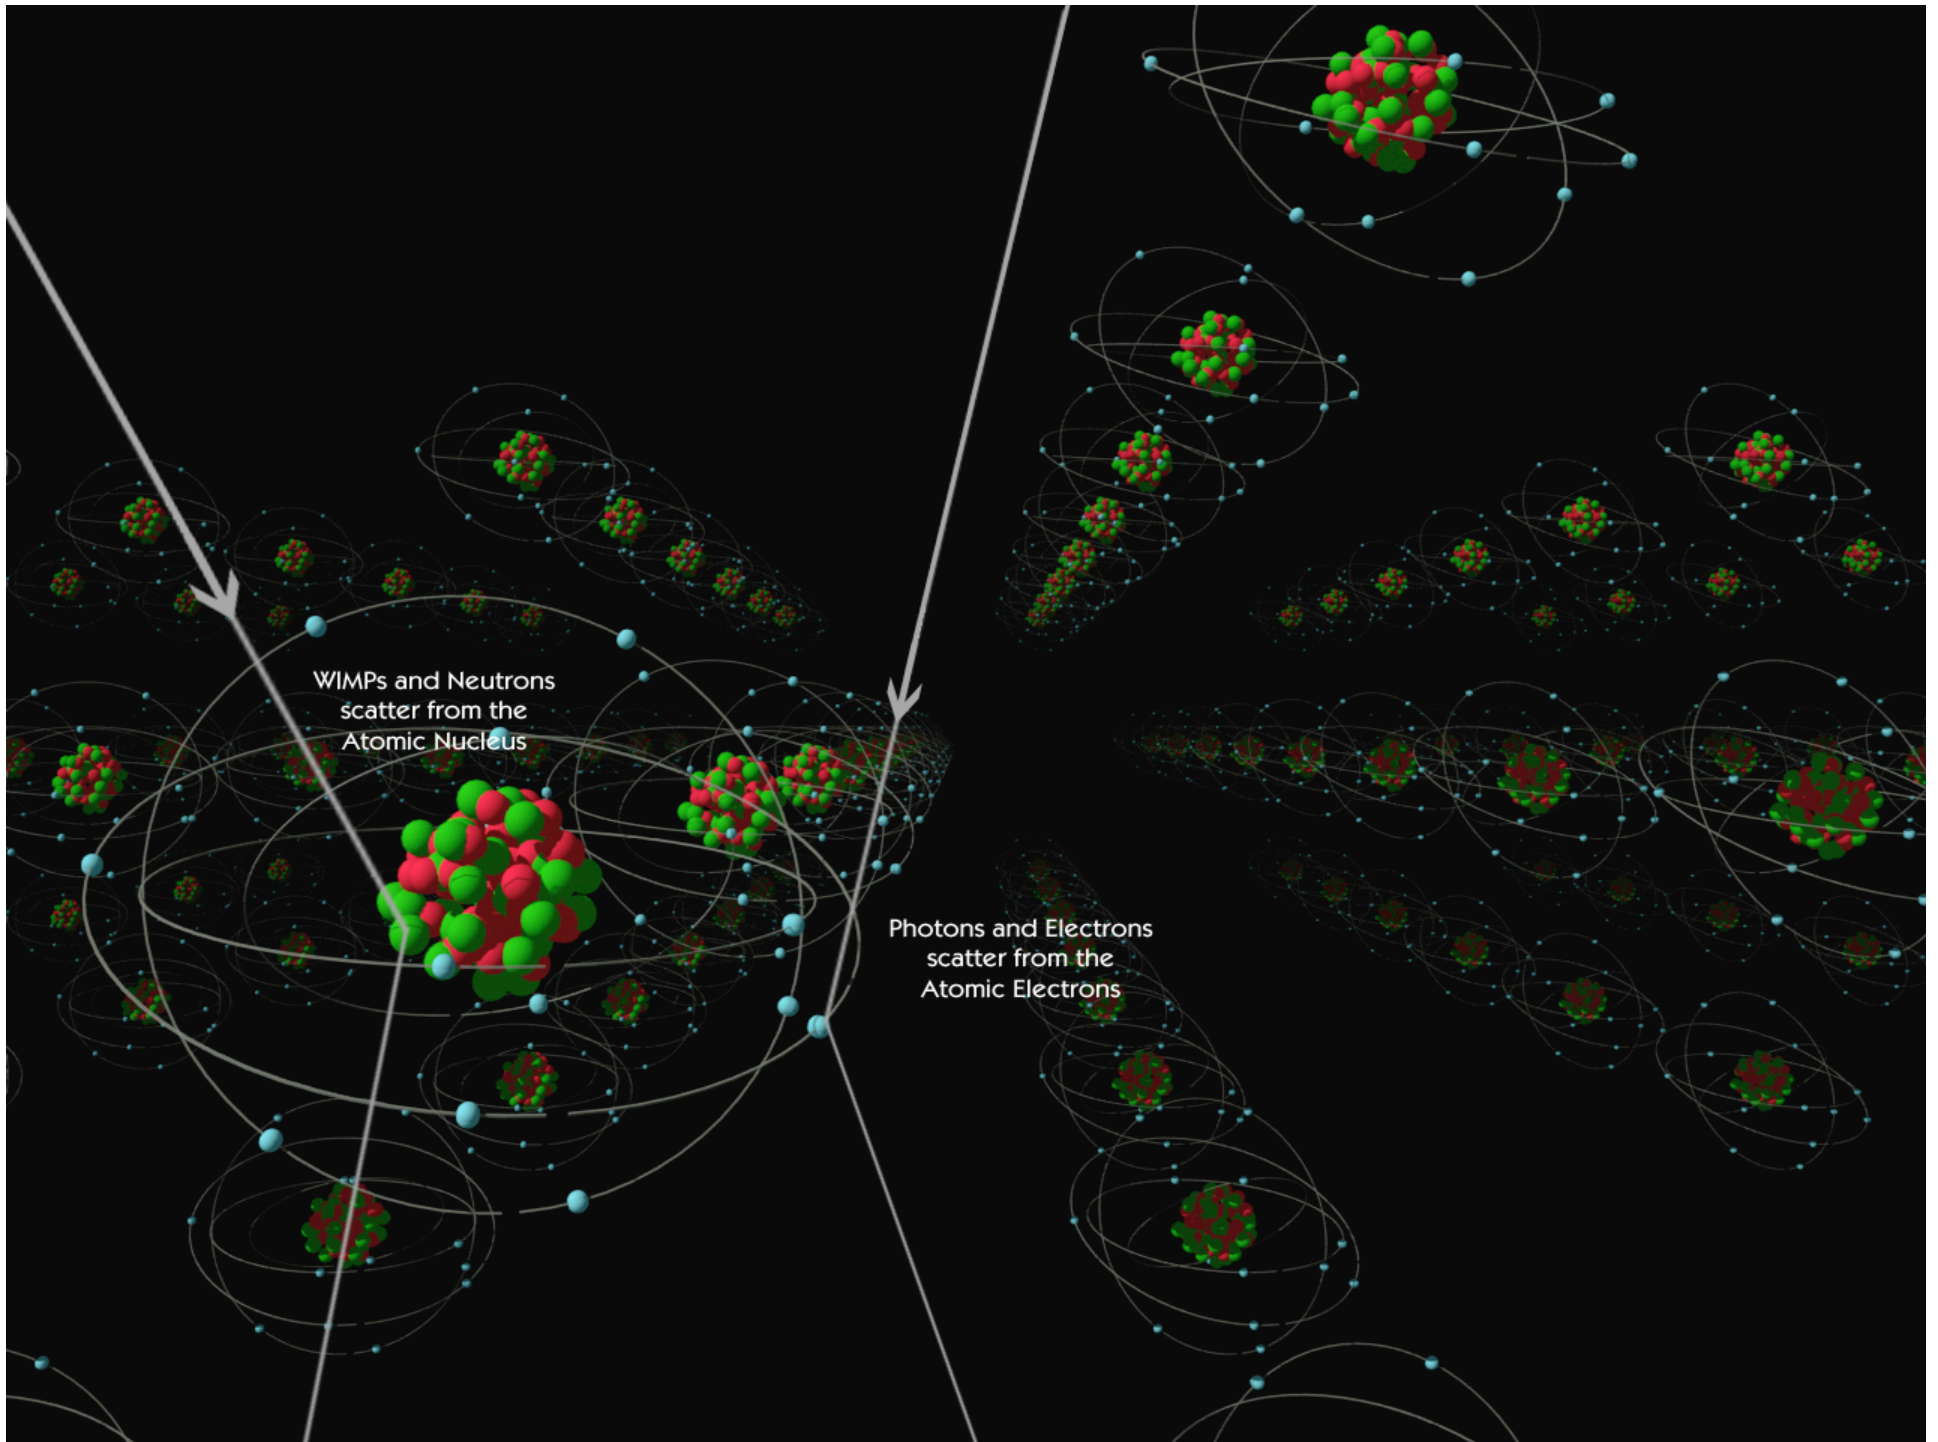 WIMPs and Neutrons
scatter from the
Atomic Nucleus
Photons and Electrons
scatter from the
Atomic Electrons